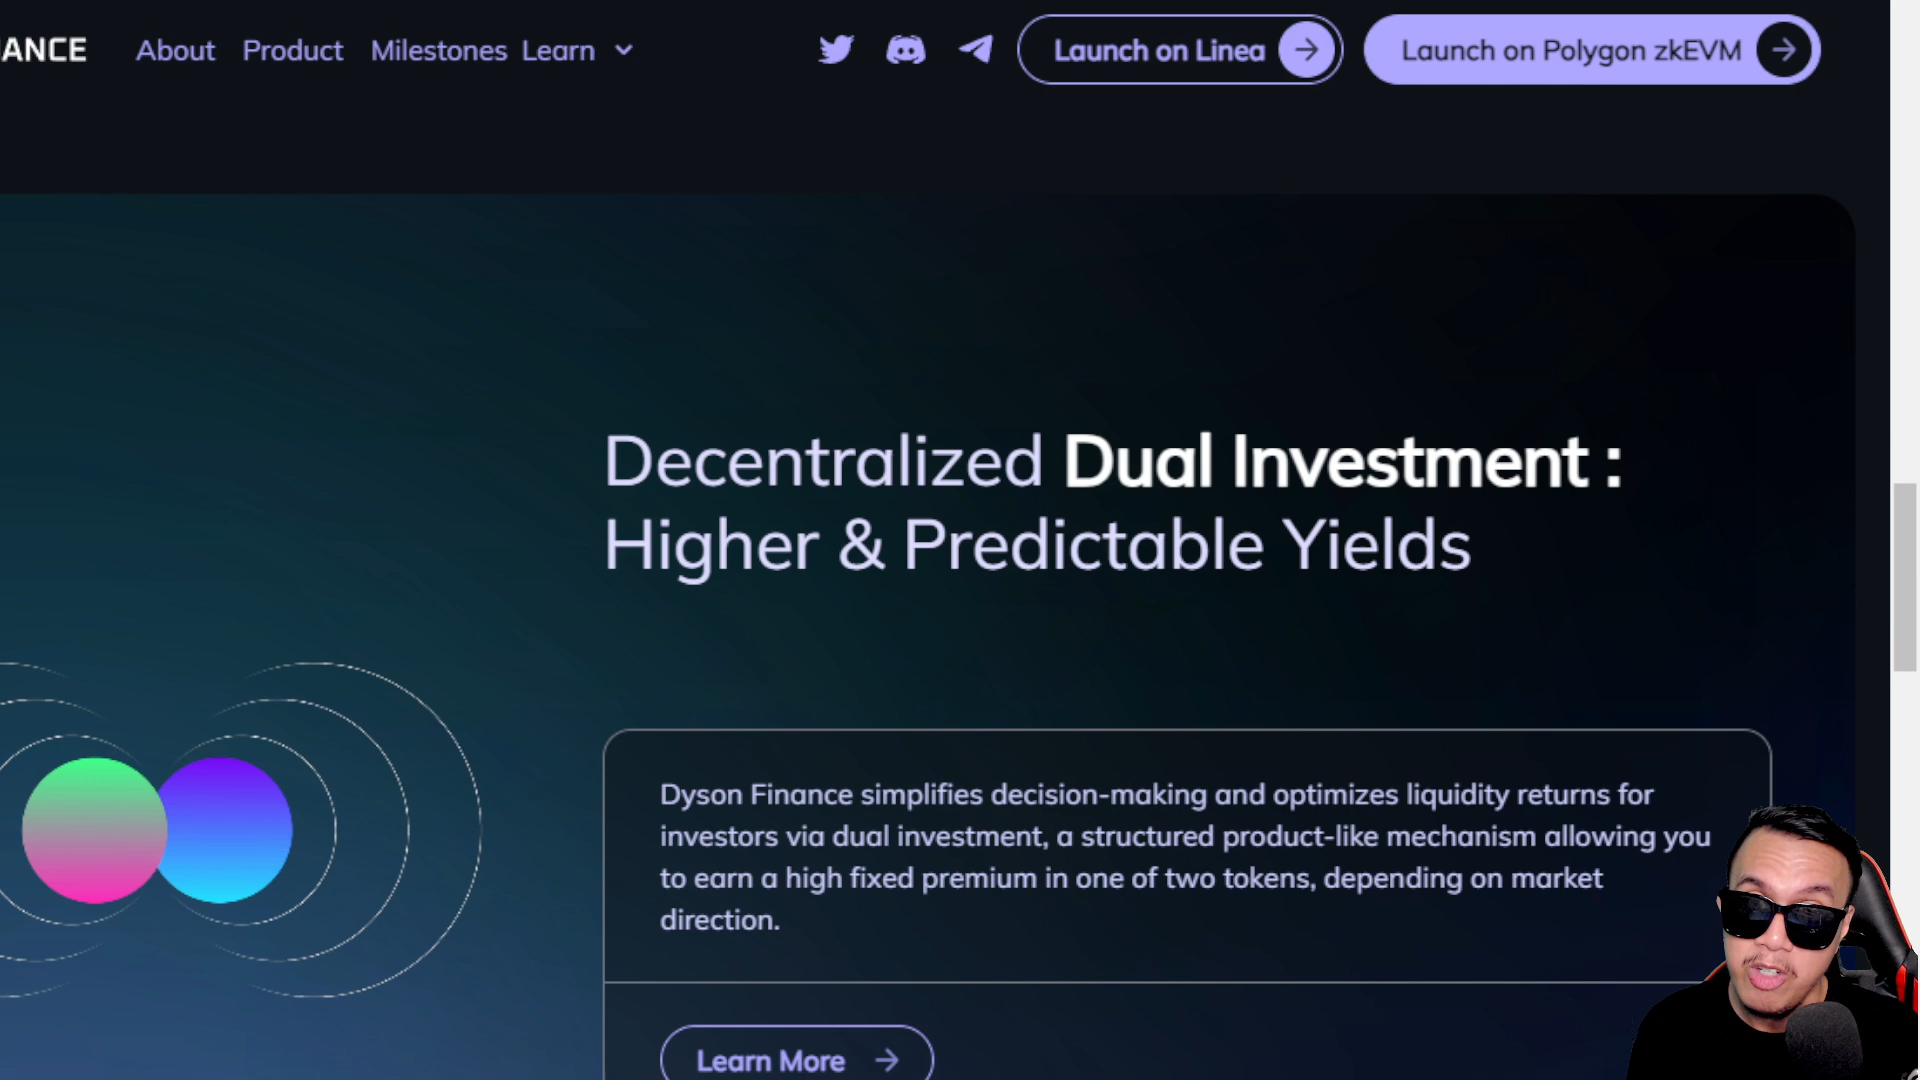 ANCE
About Product Milestones Learn
Launch on Linea
Launch on Polygon zkEVM
Decentralized Dual Investment :
Higher & Predictable Yields
Dyson Finance simplifies decision-making and optimizes liquidity returns for
investors via dual investment, a structured product-like mechanism allowing you
to earn a high fixed premium in one of two tokens, depending on market
direction.
Learn More